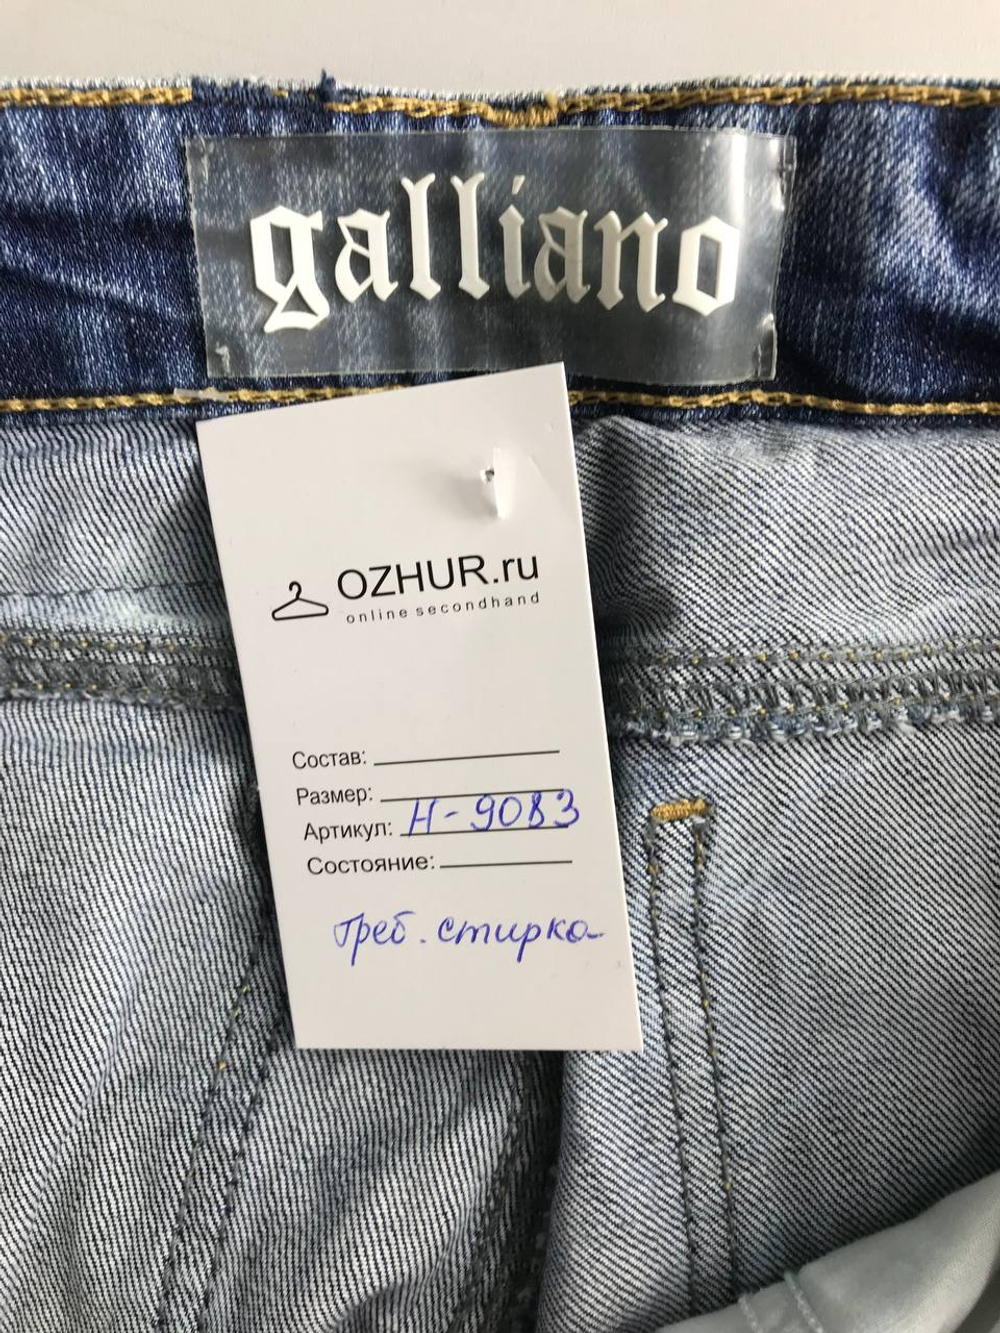 galliano
OZHUR.ru
online secondhand
Состав:
Размер:
Артикул: Н-9083
Состояние:
Треб. стирка